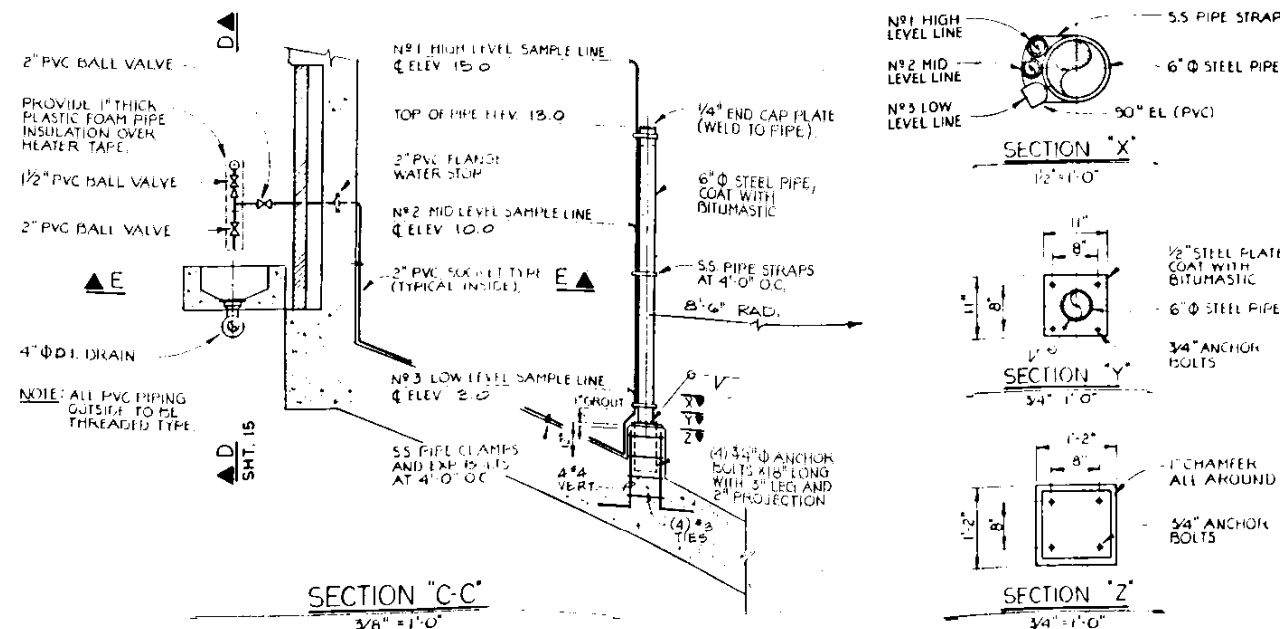 D
2" PVC BALL VALVE
PROVIDE 1" THICK
PLASTIC FOAM PIPE
INSULATION OVER
HEATER TAPE.
1½" PVC BALL VALVE
2" PVC BALL VALVE
E
4" Φ D.I. DRAIN
NOTE: ALL PVC PIPING
OUTSIDE TO BE
THREADED TYPE.
D
SHT. 15
Nº1 HIGH LEVEL SAMPLE LINE
℄ ELEV 15.0
TOP OF PIPE ELEV. 13.0
2" PVC FLANGE
WATER STOP
Nº2 MID LEVEL SAMPLE LINE
℄ ELEV 10.0
2" PVC SOCKET TYPE
(TYPICAL INSIDE)
E
Nº3 LOW LEVEL SAMPLE LINE
℄ ELEV
1" GROUT
S.S PIPE CLAMPS
AND EXP. BOLTS
AT 4'-0" O.C
4 #4
VERT.
(4) #3
TIES
1/4" END CAP PLATE
(WELD TO PIPE)
6" Φ STEEL PIPE,
COAT WITH
BITUMASTIC
S.S. PIPE STRAPS
AT 4'-0" O.C.
8'-6" RAD.
6 V
X
Y
Z
(4) ¾" Φ ANCHOR
BOLTS X 18" LONG
WITH 3" LEG AND
2" PROJECTION
SECTION "C-C"
3/8" = 1'-0"
Nº1 HIGH
LEVEL LINE
Nº2 MID
LEVEL LINE
Nº3 LOW
LEVEL LINE
S.S PIPE STRAP
6" Φ STEEL PIPE
90° EL (PVC)
SECTION "X"
1½"=1'-0"
11"
8"
11"
8"
½" STEEL PLATE
COAT WITH
BITUMASTIC
6" Φ STEEL PIPE
3/4" ANCHOR
BOLTS
V 6
SECTION "Y"
3/4" 1'-0"
1'-2"
8"
1'-2"
8"
1" CHAMFER
ALL AROUND
3/4" ANCHOR
BOLTS
SECTION "Z"
3/4" = 1'-0"